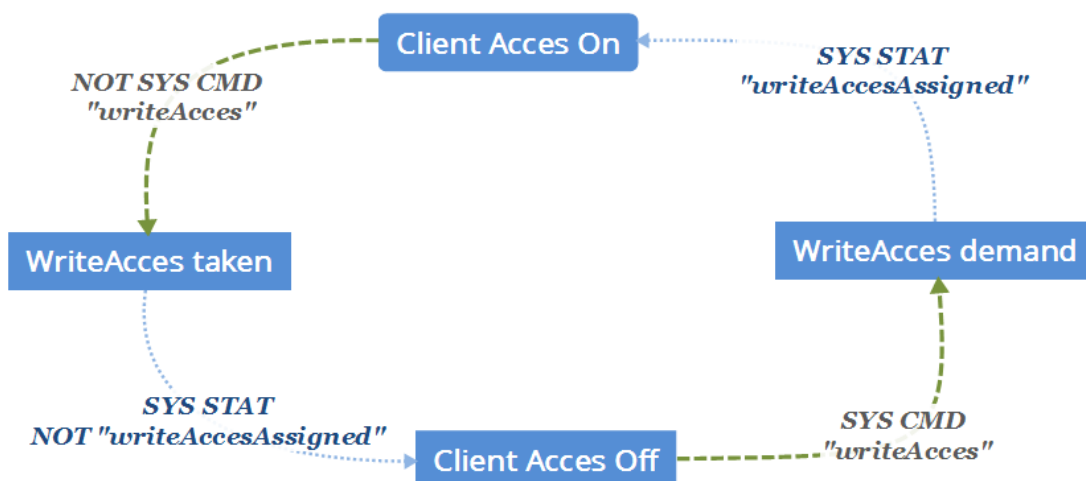 Client Acces On
SYS STAT
"writeAccesAssigned"
NOT SYS CMD
"writeAcces"
WriteAcces taken
WriteAcces demand
SYS STAT
NOT "writeAccesAssigned"
SYS CMD
"writeAcces"
Client Acces Off